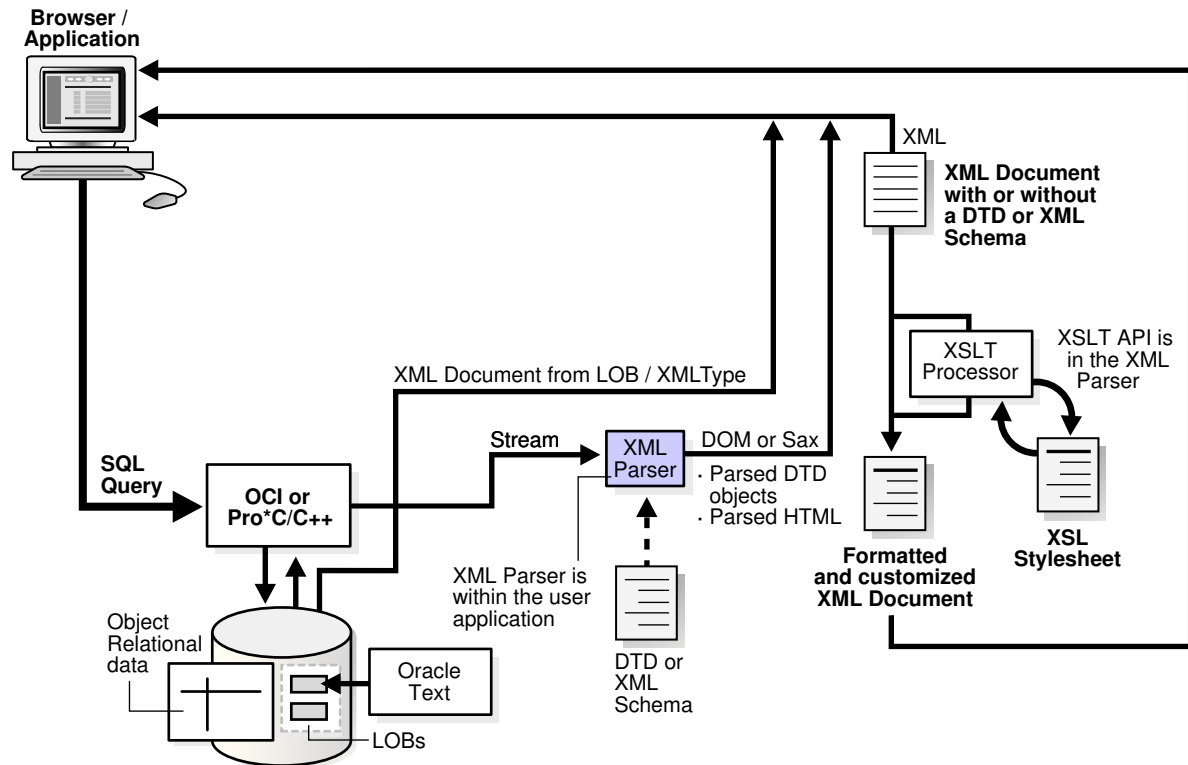 Browser /
Application
XML
XML Document
with or without
a DTD or XML
Schema
XSLT
Processor
XSLT API is
in the XML
Parser
XML Document from LOB / XMLType
Stream
XML
Parser
DOM or Sax
· Parsed DTD
objects
· Parsed HTML
SQL
Query
OCI or
Pro*C/C++
XSL
Stylesheet
Formatted
and customized
XML Document
XML Parser is
within the user
application
Object
Relational
data
Oracle
Text
DTD or
XML
Schema
LOBs